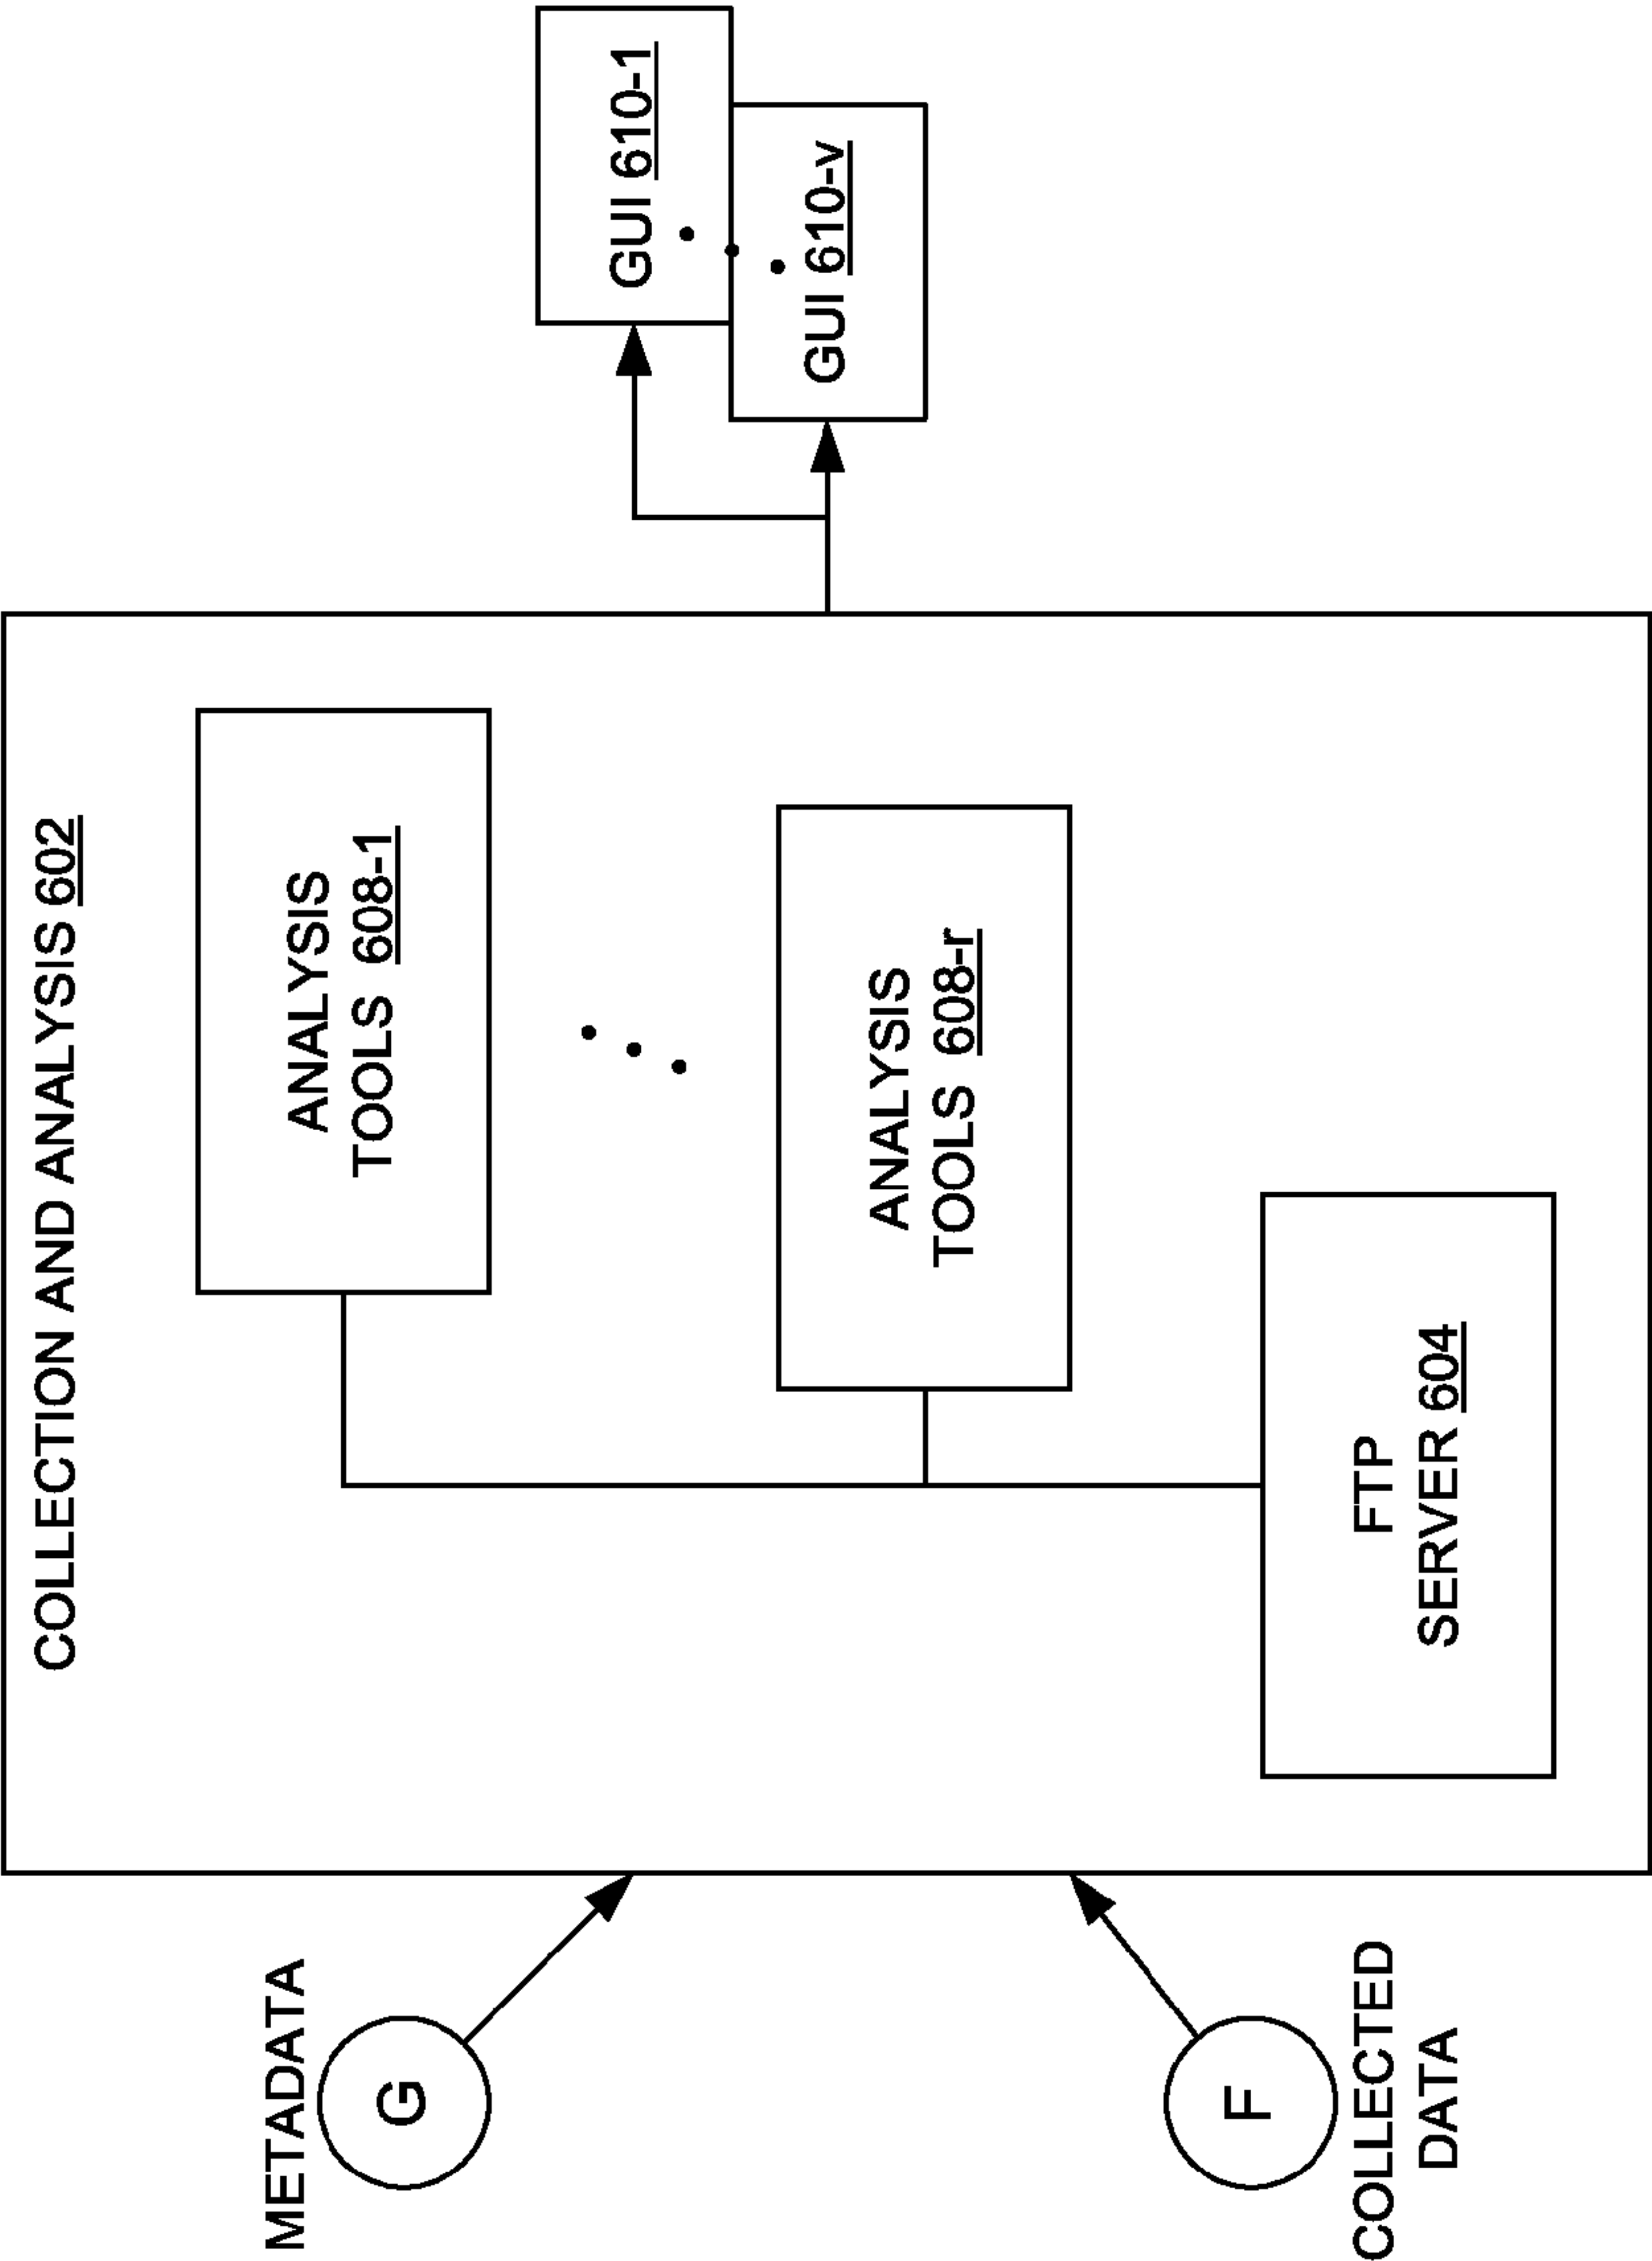 COLLECTION AND ANALYSIS 602
METADATA
G
ANALYSIS
TOOLS 608-1
GUI 610-1
GUI 610-v
ANALYSIS
TOOLS 608-r
F
COLLECTED
DATA
FTP
SERVER 604